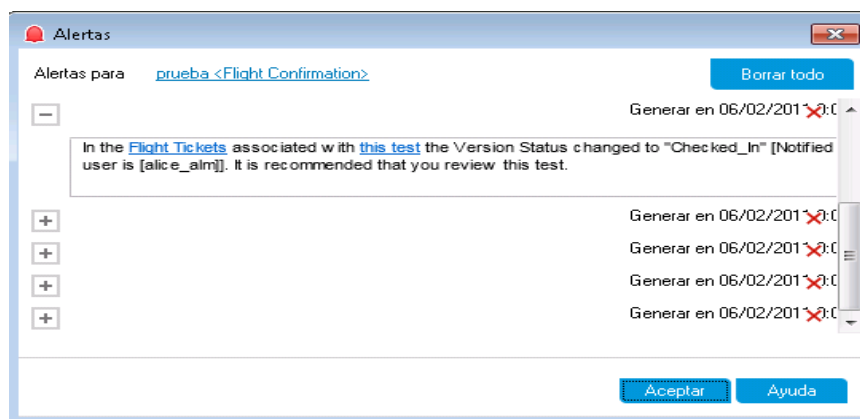 Alertas
Alertas para prueba <Flight Confirmation> Borrar todo
Generar en 06/02/201
In the Flight Tickets associated with this test the Version Status changed to "Checked_In" [Notified
user is [alice_alm]]. It is recommended that you review this test.
Generar en 06/02/201
Generar en 06/02/201
Generar en 06/02/201
Generar en 06/02/201
Aceptar Ayuda